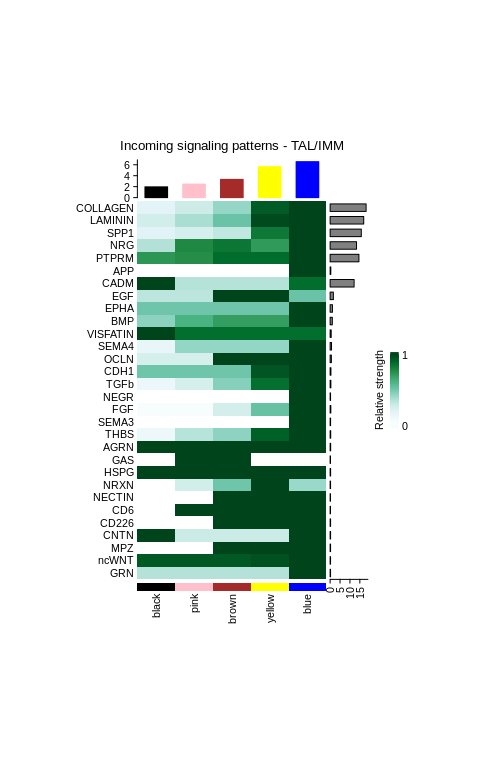 Incoming signaling patterns - TAL/IMM
6
4
2
0
COLLAGEN
LAMININ
SPP1
NRG
PTPRM
APP
CADM
EGF
EPHA
BMP
VISFATIN
SEMA4
OCLN
CDH1
TGFb
NEGR
FGF
SEMA3
THBS
AGRN
GAS
HSPG
NRXN
NECTIN
CD6
CD226
CNTN
MPZ
ncWNT
GRN
black
pink
brown
yellow
blue
0
5
10
15
Relative strength
1
0